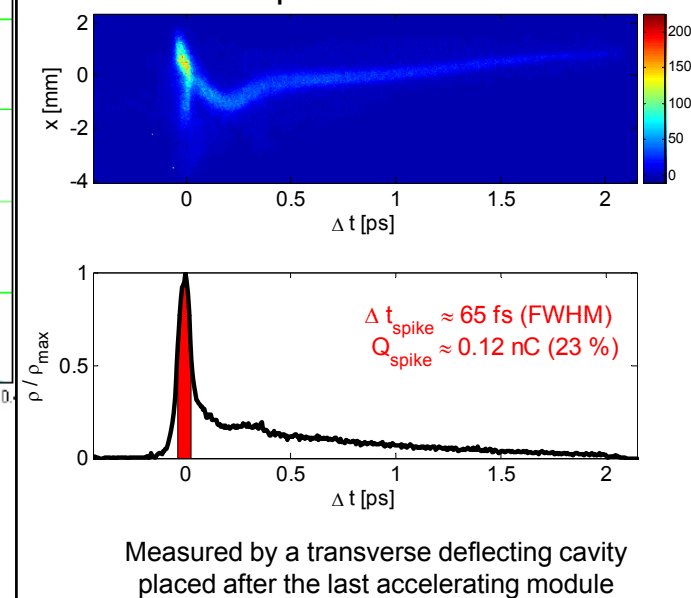 2
0
-2
-4
x [mm]
0 0.5 1 1.5 2
Δ t [ps]
200
150
100
50
0
1
0.5
0
ρ / ρmax
Δ tspike ≈ 65 fs (FWHM)
Qspike ≈ 0.12 nC (23 %)
0 0.5 1 1.5 2
Δ t [ps]
Measured by a transverse deflecting cavity
placed after the last accelerating module